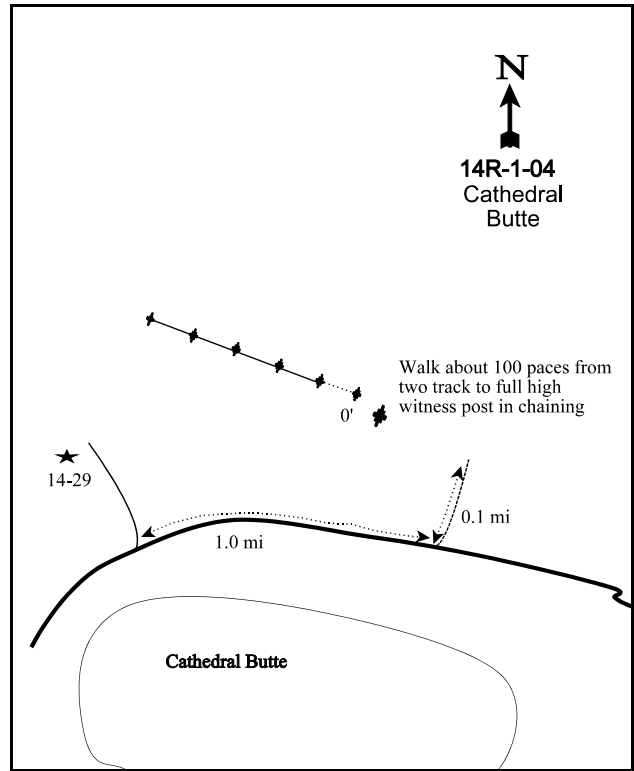 N
14R-1-04
Cathedral
Butte
Walk about 100 paces from
two track to full high
witness post in chaining
0'
14-29
0.1 mi
1.0 mi
Cathedral Butte